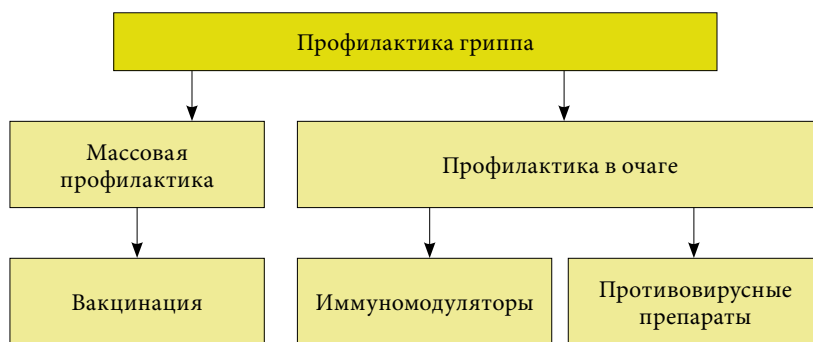 Профилактика гриппа
Массовая
профилактика
Профилактика в очаге
Вакцинация
Иммуномодуляторы
Противовирусные
препараты